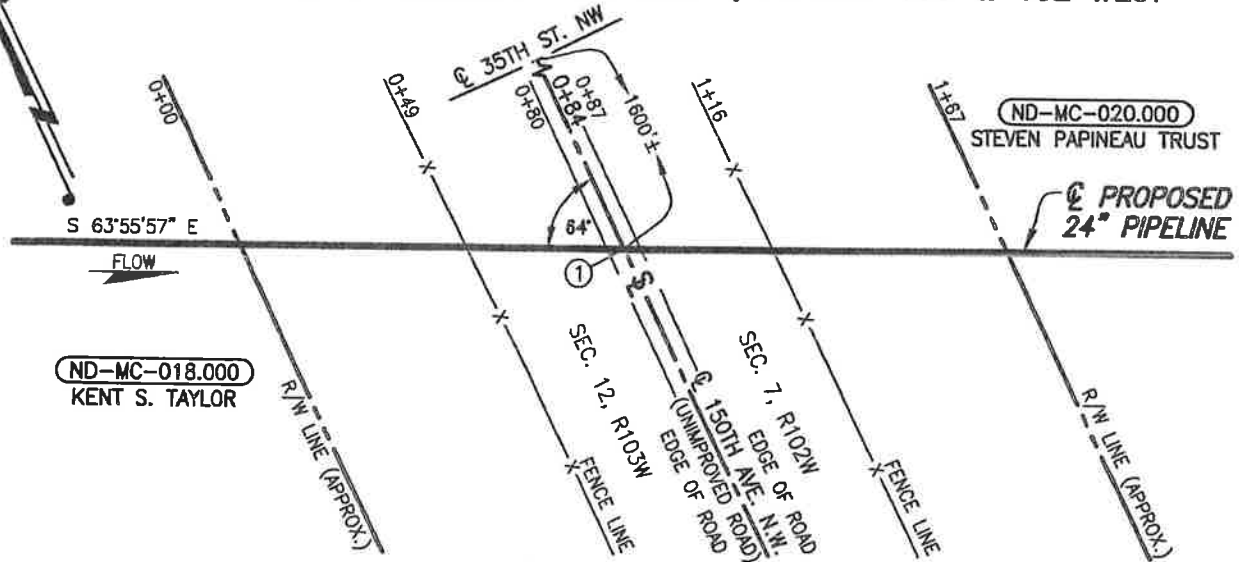 N
℄ 35TH ST. NW
0+00
0+49
0+80
0+84
0+87
1600'±
1+16
1+67
ND-MC-020.000
STEVEN PAPINEAU TRUST
℄ PROPOSED
24" PIPELINE
S 63°55'57" E
FLOW
64°
1
ND-MC-018.000
KENT S. TAYLOR
R/W LINE (APPROX.)
FENCE LINE
SEC. 12, R103W
EDGE OF ROAD
(UNIMPROVED ROAD)
℄ 150TH AVE. N.W.
EDGE OF ROAD
SEC. 7, R102W
FENCE LINE
R/W LINE (APPROX.)